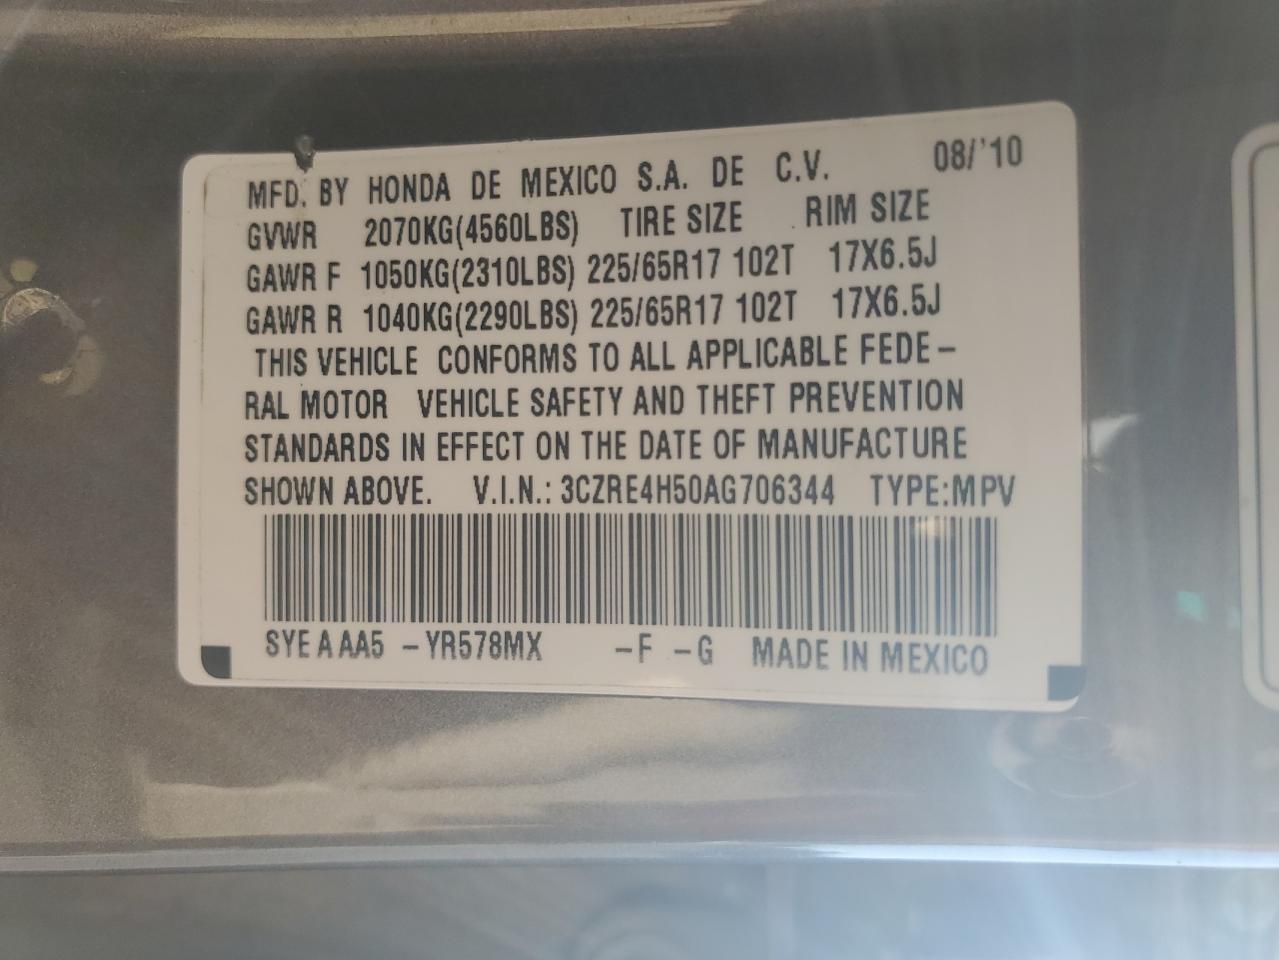 MFD. BY HONDA DE MEXICO S.A. DE C.V. 08/'10
GVWR 2070KG(4560LBS) TIRE SIZE RIM SIZE
GAWR F 1050KG(2310LBS) 225/65R17 102T 17X6.5J
GAWR R 1040KG(2290LBS) 225/65R17 102T 17X6.5J
THIS VEHICLE CONFORMS TO ALL APPLICABLE FEDE-
RAL MOTOR VEHICLE SAFETY AND THEFT PREVENTION
STANDARDS IN EFFECT ON THE DATE OF MANUFACTURE
SHOWN ABOVE. V.I.N.: 3CZRE4H50AG706344 TYPE:MPV
SYE A AA5 -YR578MX -F -G MADE IN MEXICO